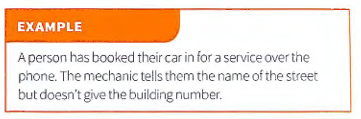 EXAMPLE
A person has booked their car in for a service over the
phone. The mechanic tells them the name of the street
but doesn't give the building number.